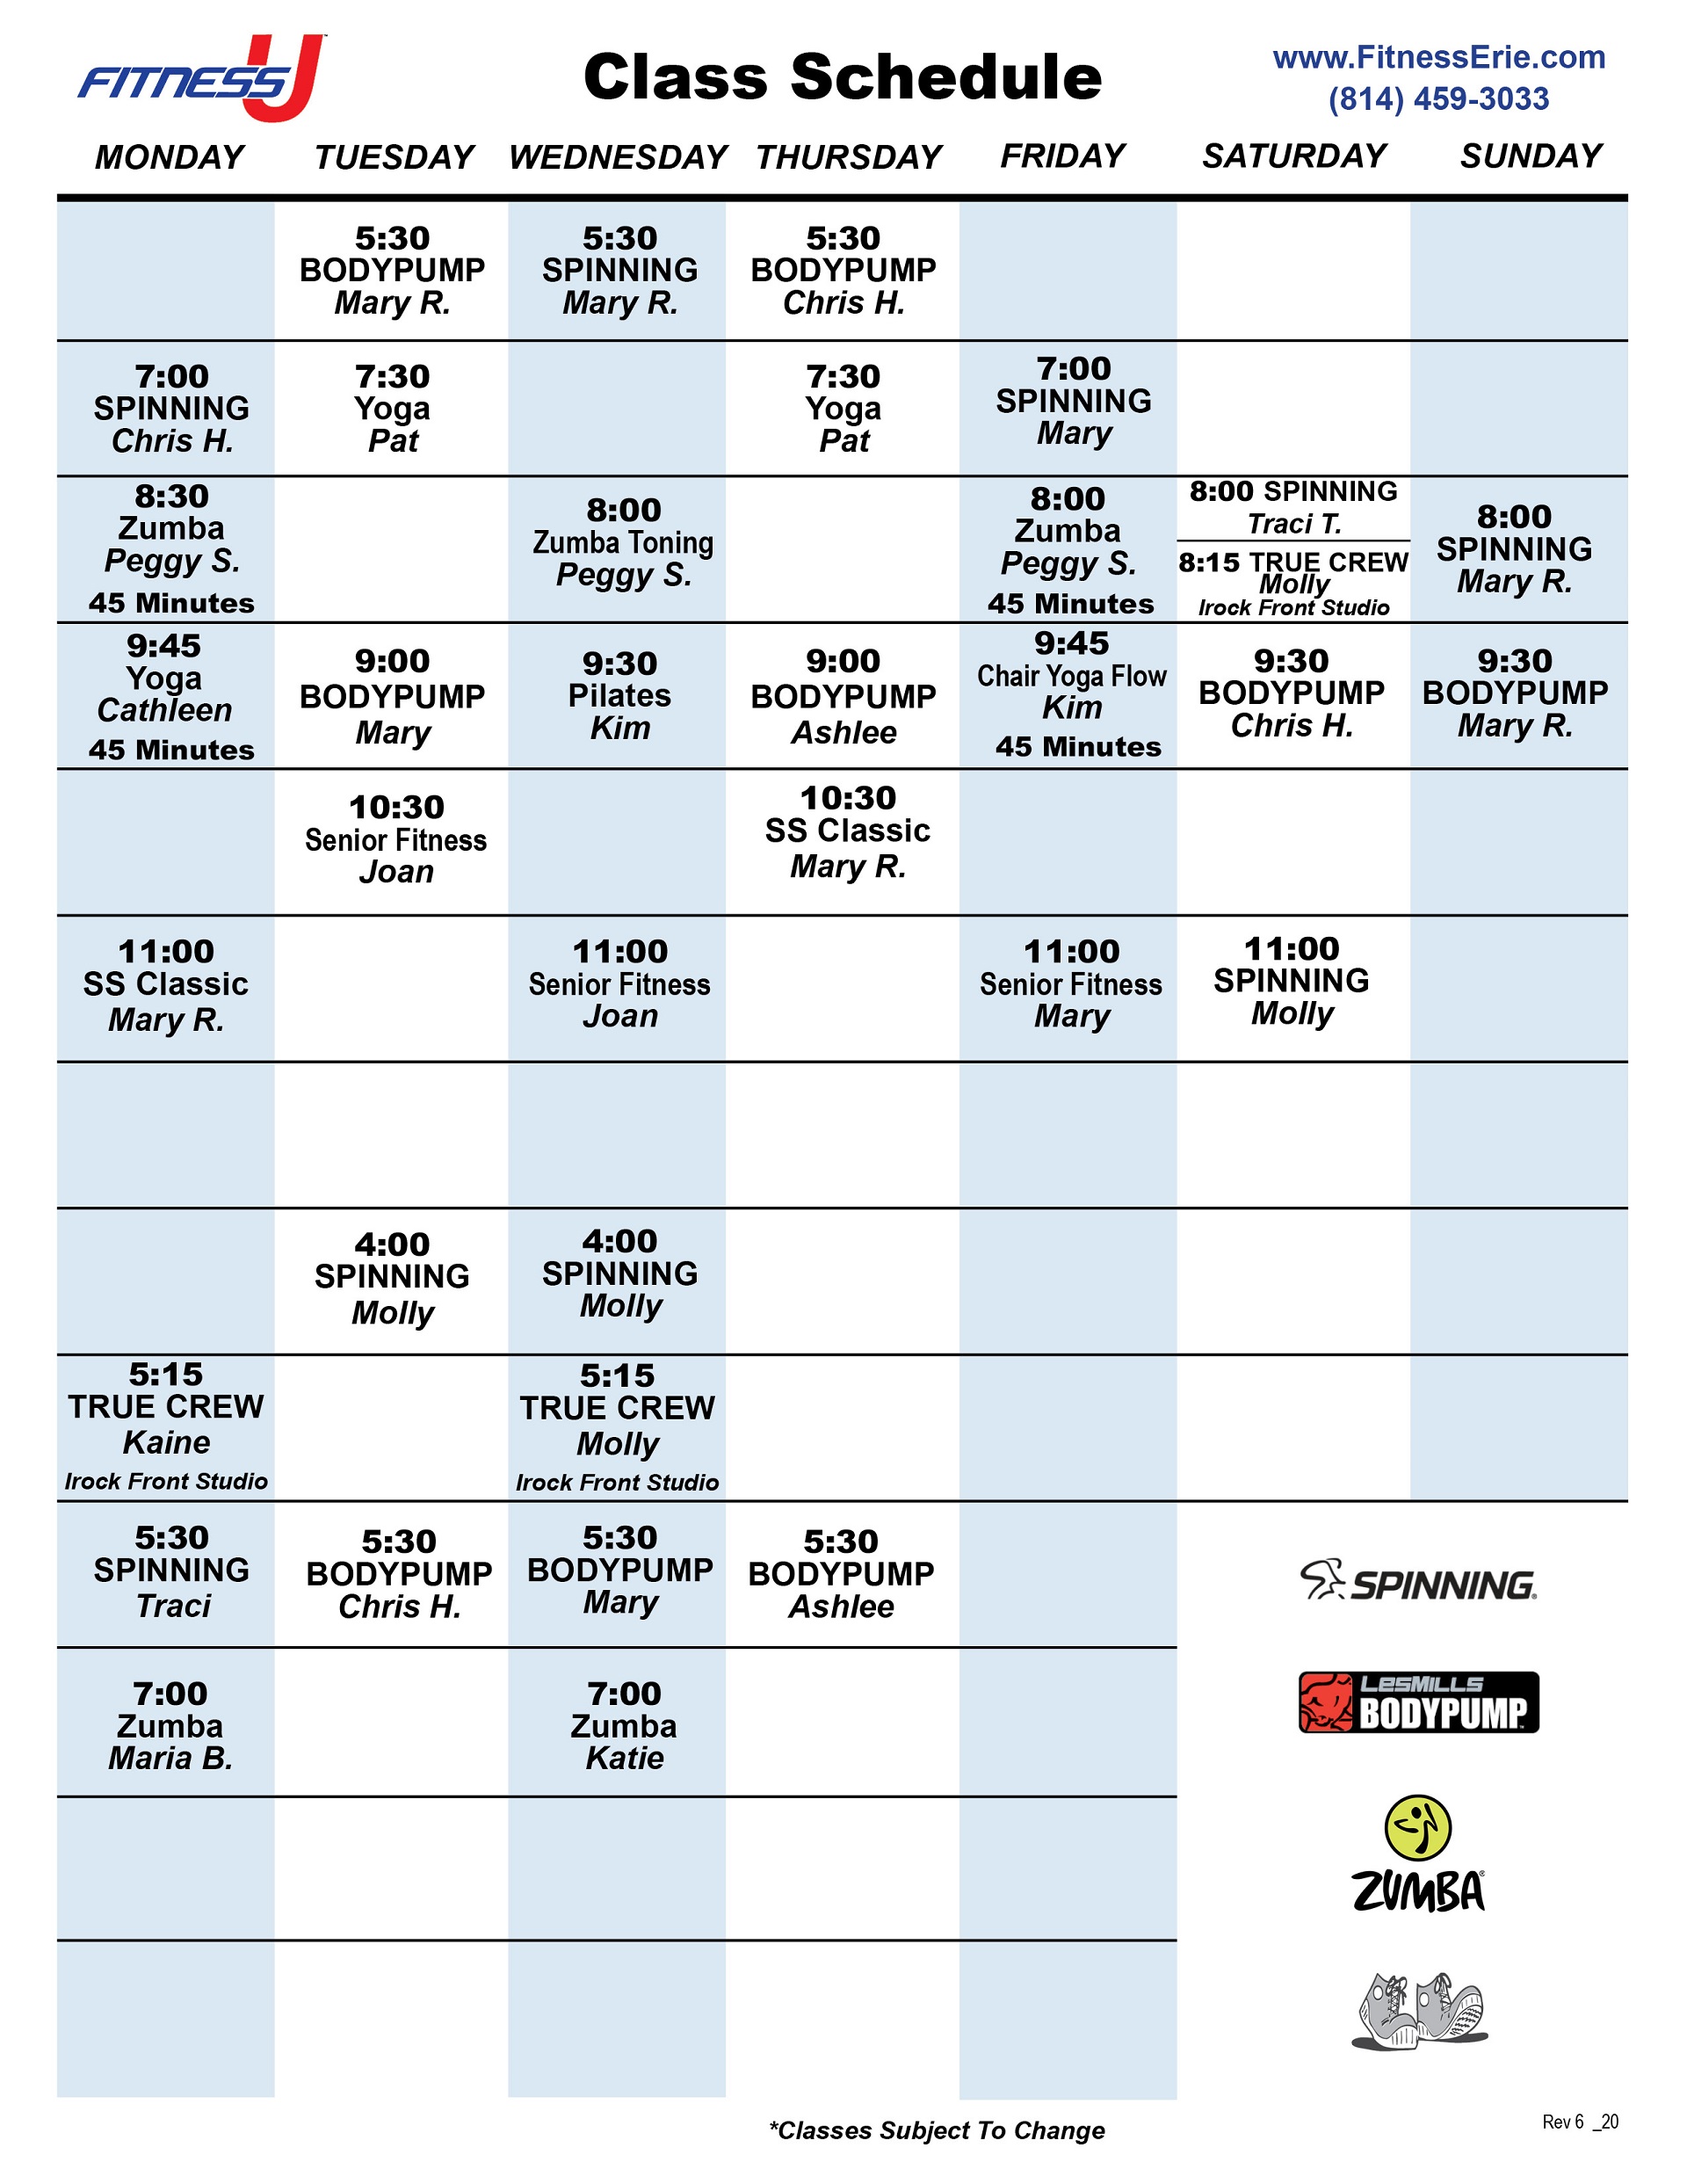 FITNESS U
Class Schedule
www.FitnessErie.com
(814) 459-3033
MONDAY TUESDAY WEDNESDAY THURSDAY FRIDAY SATURDAY SUNDAY
5:30
BODYPUMP
Mary R.
5:30
SPINNING
Mary R.
5:30
BODYPUMP
Chris H.
7:00
SPINNING
Chris H.
7:30
Yoga
Pat
7:30
Yoga
Pat
7:00
SPINNING
Mary
8:30
Zumba
Peggy S.
45 Minutes
8:00
Zumba Toning
Peggy S.
8:00
Zumba
Peggy S.
45 Minutes
8:00 SPINNING
Traci T.
8:15 TRUE CREW
Molly
Irock Front Studio
8:00
SPINNING
Mary R.
9:45
Yoga
Cathleen
45 Minutes
9:00
BODYPUMP
Mary
9:30
Pilates
Kim
9:00
BODYPUMP
Ashlee
9:45
Chair Yoga Flow
Kim
45 Minutes
9:30
BODYPUMP
Chris H.
9:30
BODYPUMP
Mary R.
10:30
Senior Fitness
Joan
10:30
SS Classic
Mary R.
11:00
SS Classic
Mary R.
11:00
Senior Fitness
Joan
11:00
Senior Fitness
Mary
11:00
SPINNING
Molly
4:00
SPINNING
Molly
4:00
SPINNING
Molly
5:15
TRUE CREW
Kaine
Irock Front Studio
5:15
TRUE CREW
Molly
Irock Front Studio
5:30
SPINNING
Traci
5:30
BODYPUMP
Chris H.
5:30
BODYPUMP
Mary
5:30
BODYPUMP
Ashlee
SPINNING®
7:00
Zumba
Maria B.
7:00
Zumba
Katie
LESMILLS
BODYPUMP
ZUMBA®
*Classes Subject To Change
Rev 6 _20